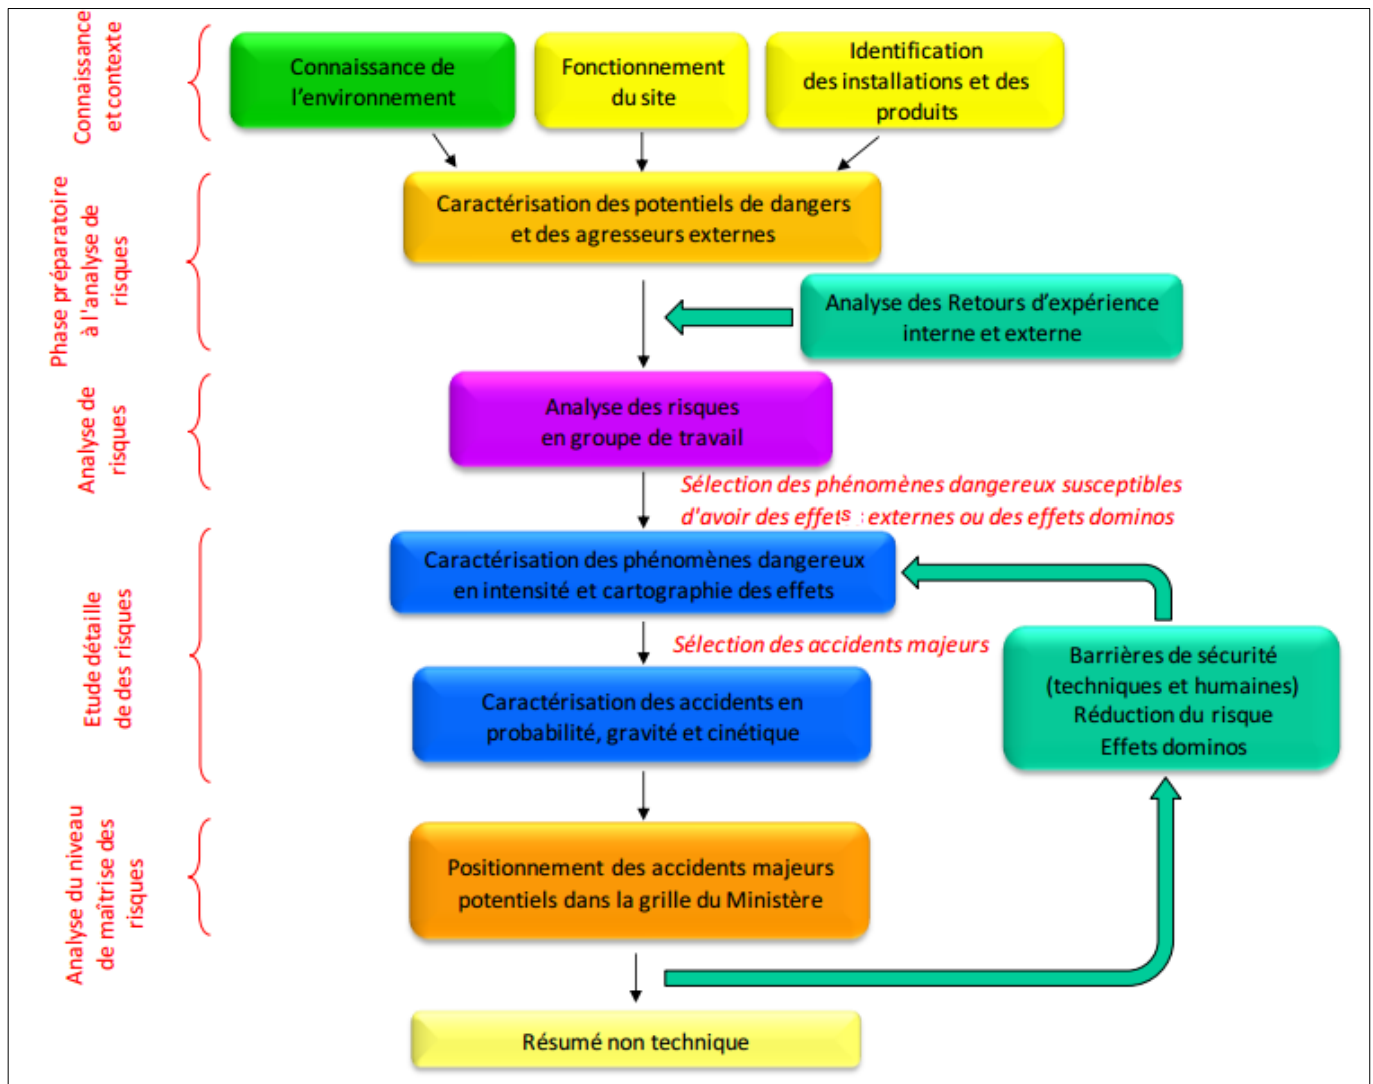 Connaissance
et contexte
Connaissance de
l'environnement
Fonctionnement
du site
Identification
des installations et des
produits
Phase préparatoire
à l'analyse de
risques
Caractérisation des potentiels de dangers
et des agresseurs externes
Analyse des Retours d'expérience
interne et externe
Analyse de
risques
Analyse des risques
en groupe de travail
Sélection des phénomènes dangereux susceptibles
d'avoir des effets externes ou des effets dominos
Etude détaille
de des risques
Caractérisation des phénomènes dangereux
en intensité et cartographie des effets
Sélection des accidents majeurs
Caractérisation des accidents en
probabilité, gravité et cinétique
Barrières de sécurité
(techniques et humaines)
Réduction du risque
Effets dominos
Analyse du niveau
de maîtrise des
risques
Positionnement des accidents majeurs
potentiels dans la grille du Ministère
Résumé non technique